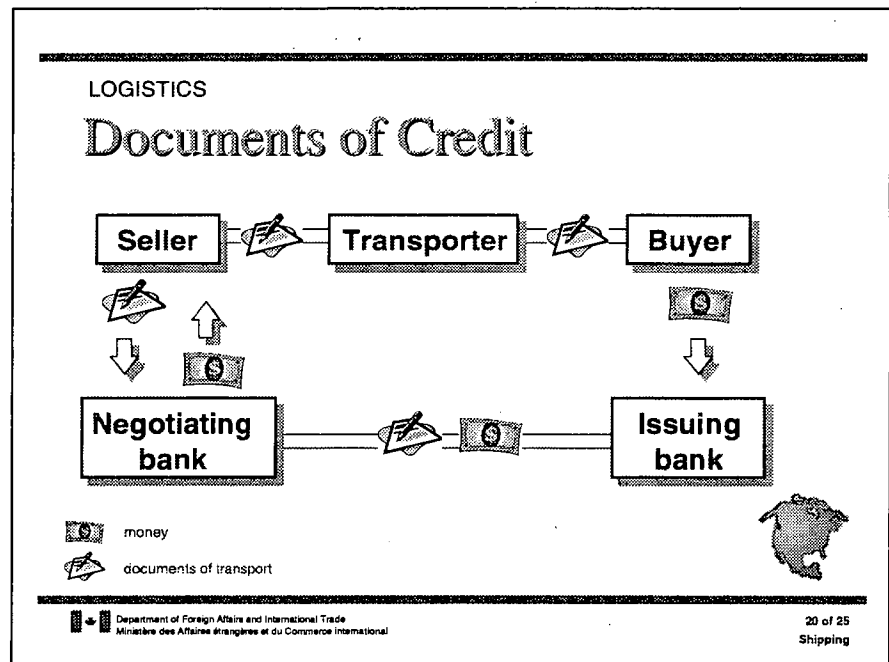 LOGISTICS
Documents of Credit
Seller
Transporter
Buyer
Negotiating
bank
Issuing
bank
money
documents of transport
Department of Foreign Affairs and International Trade
Ministère des Affaires étrangères et du Commerce international
20 of 25
Shipping